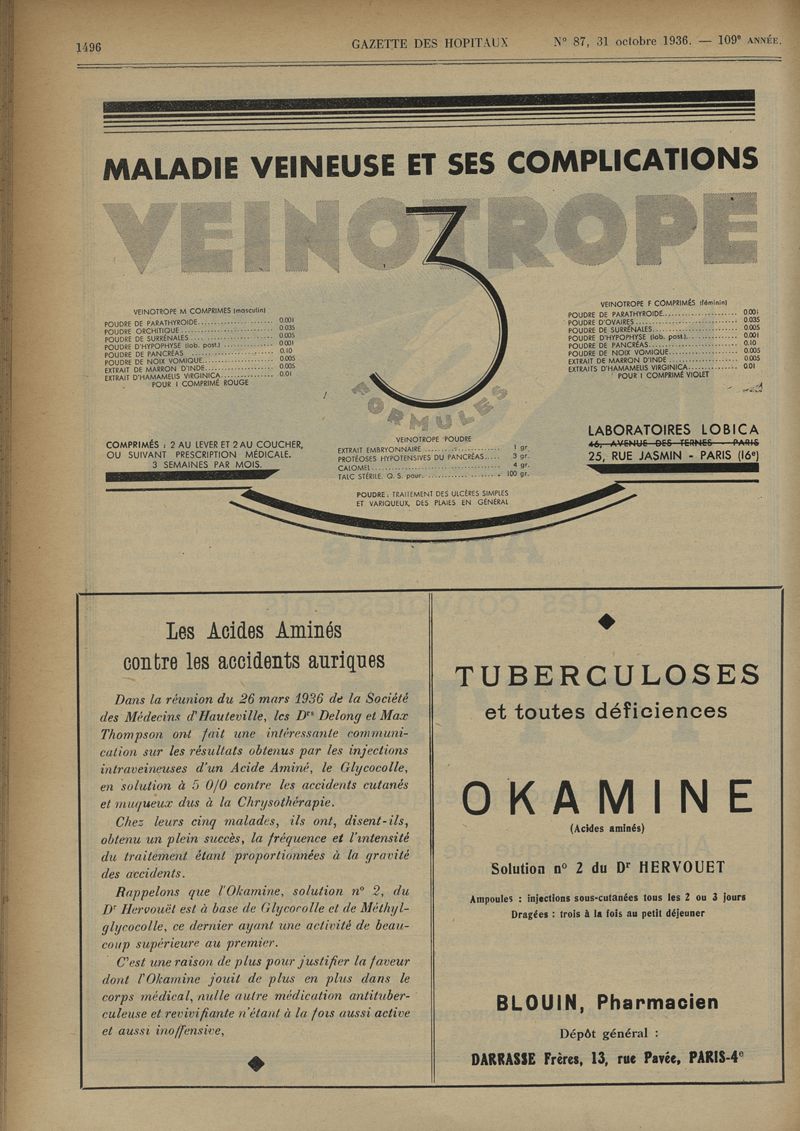 1496
GAZETTE DES HOPITAUX
N° 87, 31 octobre 1936. — 109e ANNÉE.
MALADIE VEINEUSE ET SES COMPLICATIONS
VEINOTROPE
3
FORMULES
VEINOTROPE M COMPRIMÉS (masculin)
POUDRE DE PARATHYROIDE........ 0.001
POUDRE ORCHITIQUE........ 0.035
POUDRE DE SURRÉNALES........ 0.005
POUDRE D'HYPOPHYSE (lob. post.) 0.001
POUDRE DE PANCRÉAS ........ 0.10
POUDRE DE NOIX VOMIQUE........ 0.005
EXTRAIT DE MARRON D'INDE........ 0.005
EXTRAIT D'HAMAMELIS VIRGINICA........ 0.01
POUR 1 COMPRIMÉ ROUGE
COMPRIMÉS : 2 AU LEVER ET 2 AU COUCHER,
OU SUIVANT PRESCRIPTION MÉDICALE.
3 SEMAINES PAR MOIS.
VEINOTROPE POUDRE
EXTRAIT EMBRYONNAIRE ........ 1 gr.
PROTÉOSES HYPOTENSIVES DU PANCRÉAS..... 3 gr.
CALOMEL........ 4 gr.
TALC STÉRILE. Q. S. pour........ 100 gr.
POUDRE : TRAITEMENT DES ULCÈRES SIMPLES
ET VARIQUEUX, DES PLAIES EN GÉNÉRAL
VEINOTROPE F COMPRIMÉS (féminin)
POUDRE DE PARATHYROIDE........ 0.001
POUDRE D'OVAIRES........ 0.035
POUDRE DE SURRÉNALES........ 0.005
POUDRE D'HYPOPHYSE (lob. post.)........ 0.001
POUDRE DE PANCRÉAS........ 0.10
POUDRE DE NOIX VOMIQUE........ 0.005
EXTRAIT DE MARRON D'INDE ........ 0.005
EXTRAITS D'HAMAMELIS VIRGINICA........ 0.01
POUR 1 COMPRIMÉ VIOLET
LABORATOIRES LOBICA
46, AVENUE DES TERNES - PARIS
25, RUE JASMIN - PARIS (16e)
Les Acides Aminés
contre les accidents auriques
Dans la réunion du 26 mars 1936 de la Société
des Médecins d'Hauteville, les Drs Delong et Max
Thompson ont fait une intéressante communi-
cation sur les résultats obtenus par les injections
intraveineuses d'un Acide Aminé, le Glycocolle,
en solution à 5 0/0 contre les accidents cutanés
et muqueux dus à la Chrysothérapie.
Chez leurs cinq malades, ils ont, disent-ils,
obtenu un plein succès, la fréquence et l'intensité
du traitement étant proportionnées à la gravité
des accidents.
Rappelons que l'Okamine, solution n° 2, du
Dr Hervouët est à base de Glycocolle et de Méthyl-
glycocolle, ce dernier ayant une activité de beau-
coup supérieure au premier.
C'est une raison de plus pour justifier la faveur
dont l'Okamine jouit de plus en plus dans le
corps médical, nulle autre médication antituber-
culeuse et revivifiante n'étant à la fois aussi active
et aussi inoffensive,
TUBERCULOSES
et toutes déficiences
OKAMINE
(Acides aminés)
Solution n° 2 du Dr HERVOUET
Ampoules : injections sous-cutanées tous les 2 ou 3 jours
Dragées : trois à la fois au petit déjeuner
BLOUIN, Pharmacien
Dépôt général :
DARRASSE Frères, 13, rue Pavée, PARIS-4e